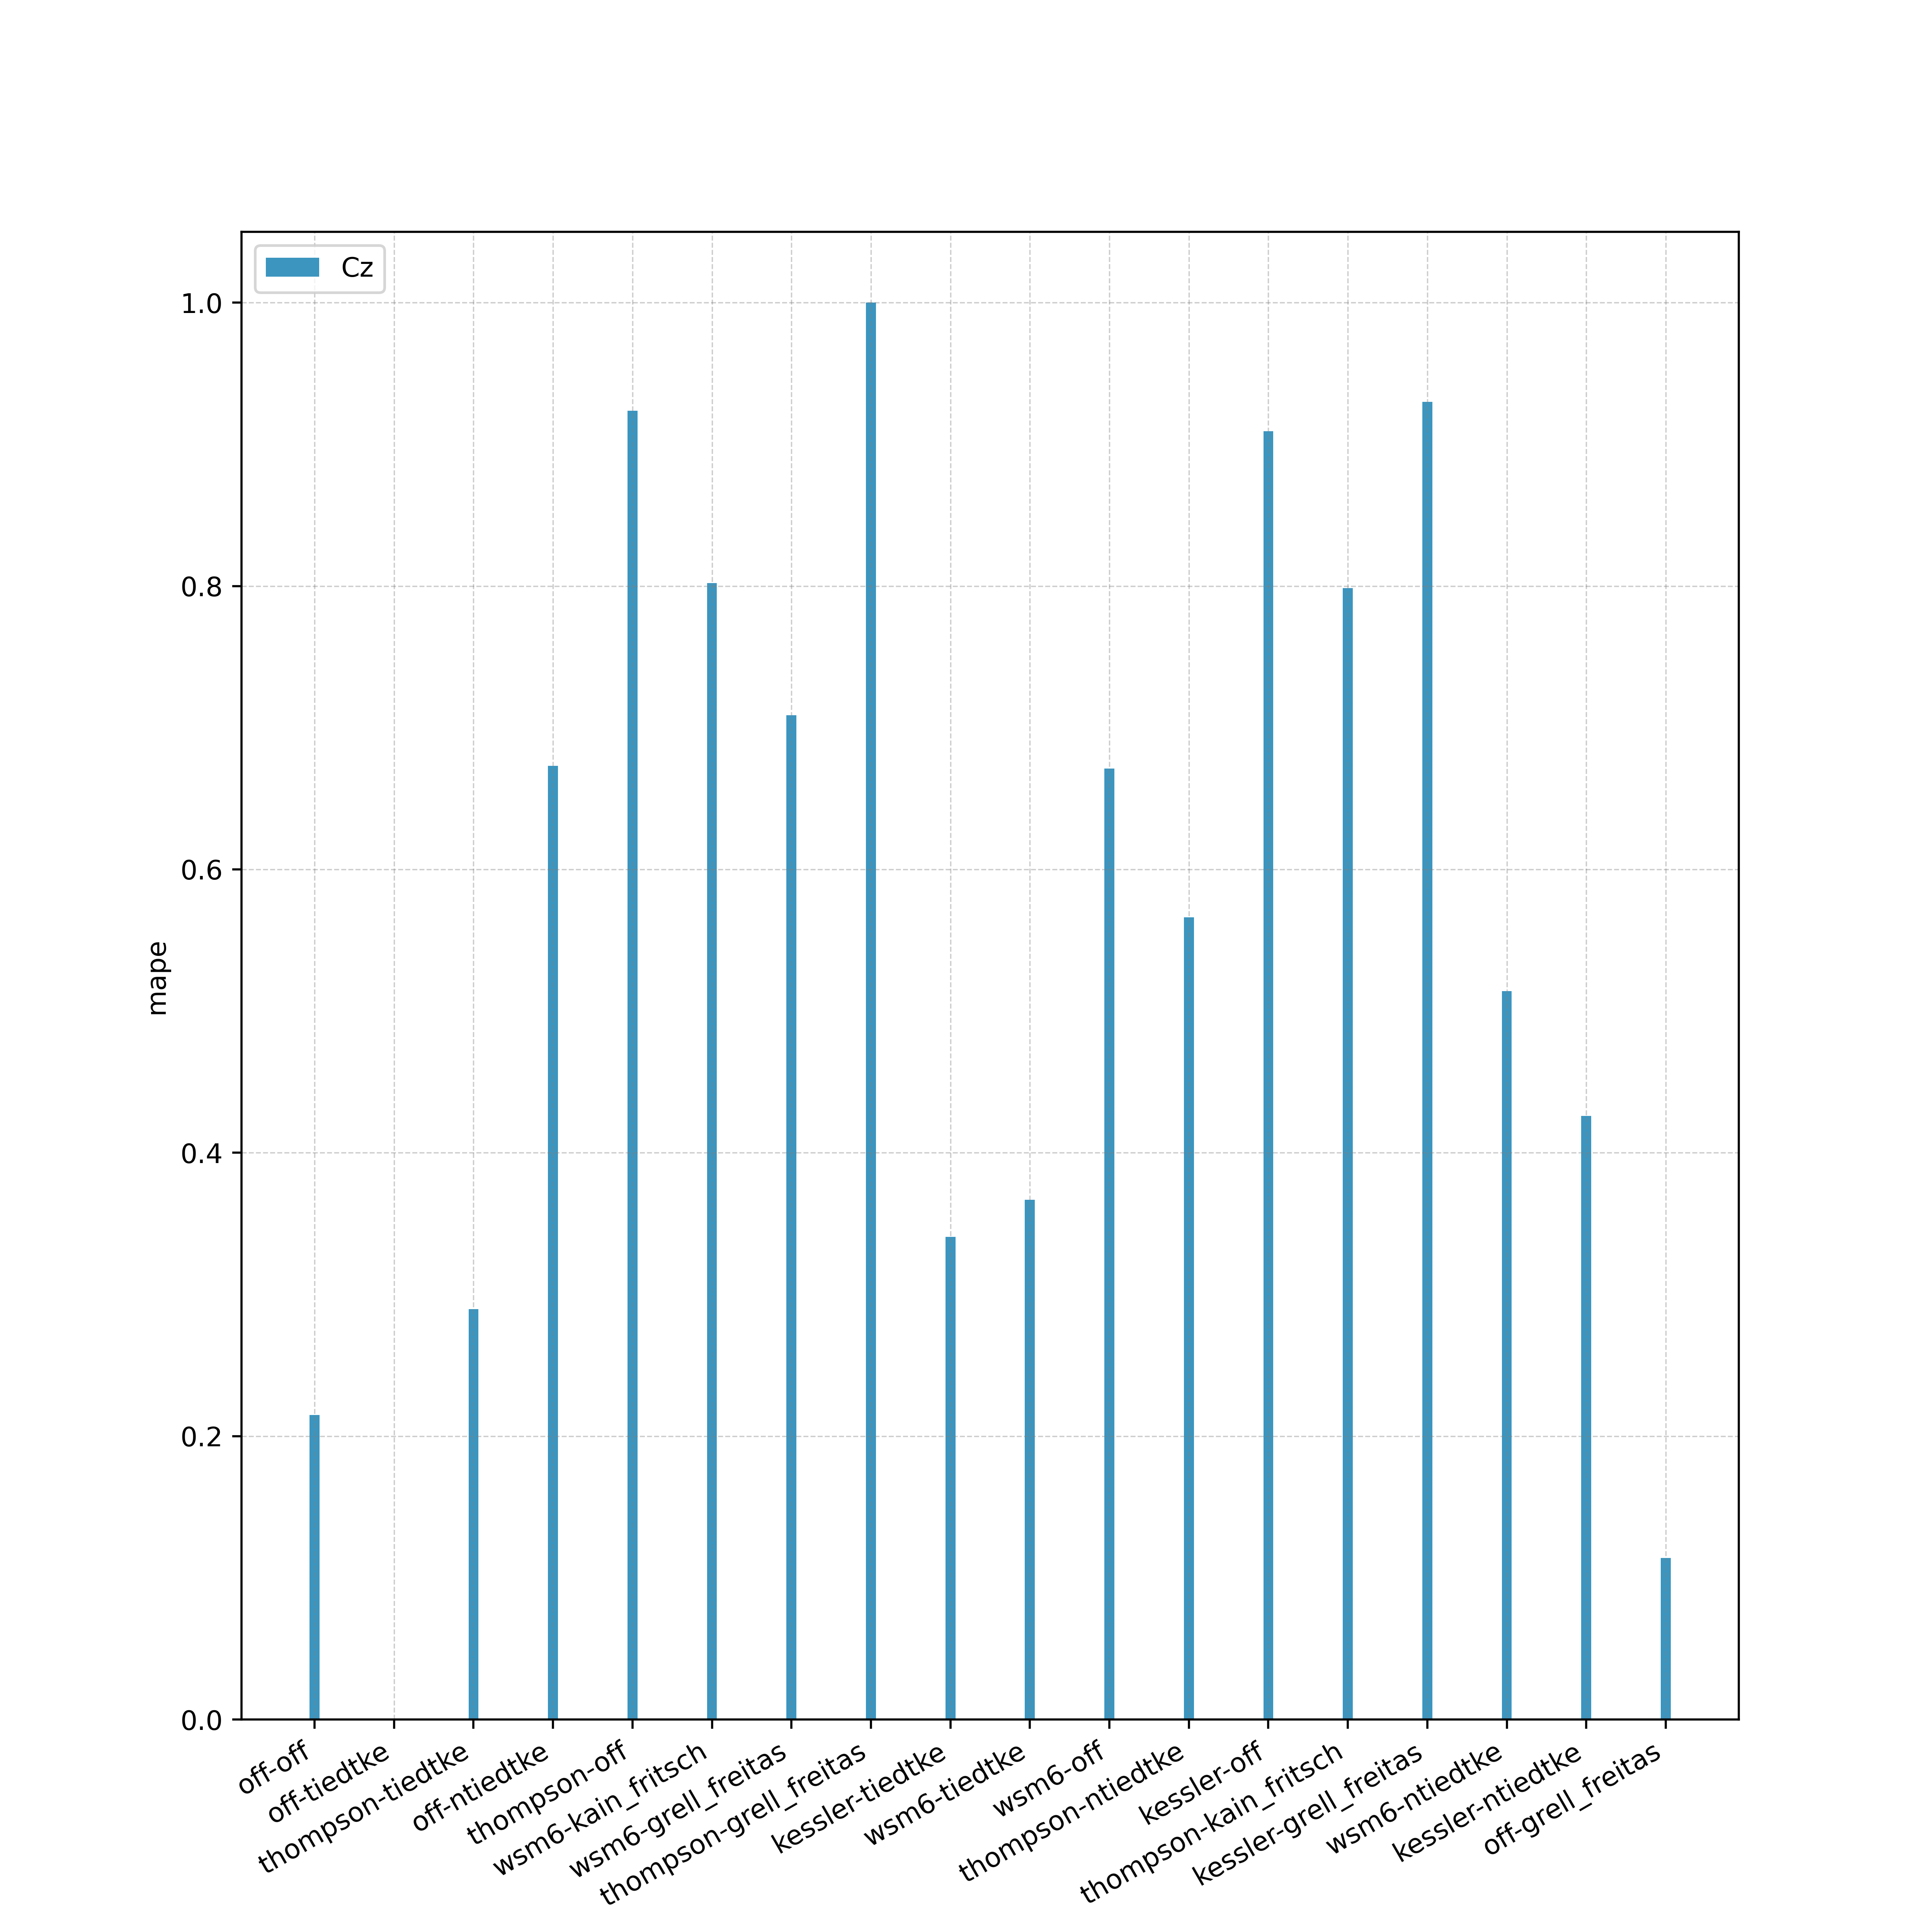 Cz
1.0
0.8
0.6
0.4
0.2
0.0
mape
off-off
off-tiedtke
thompson-tiedtke
off-ntiedtke
thompson-off
wsm6-kain_fritsch
wsm6-grell_freitas
thompson-grell_freitas
kessler-tiedtke
wsm6-tiedtke
wsm6-off
thompson-ntiedtke
kessler-off
thompson-kain_fritsch
kessler-grell_freitas
wsm6-ntiedtke
kessler-ntiedtke
off-grell_freitas